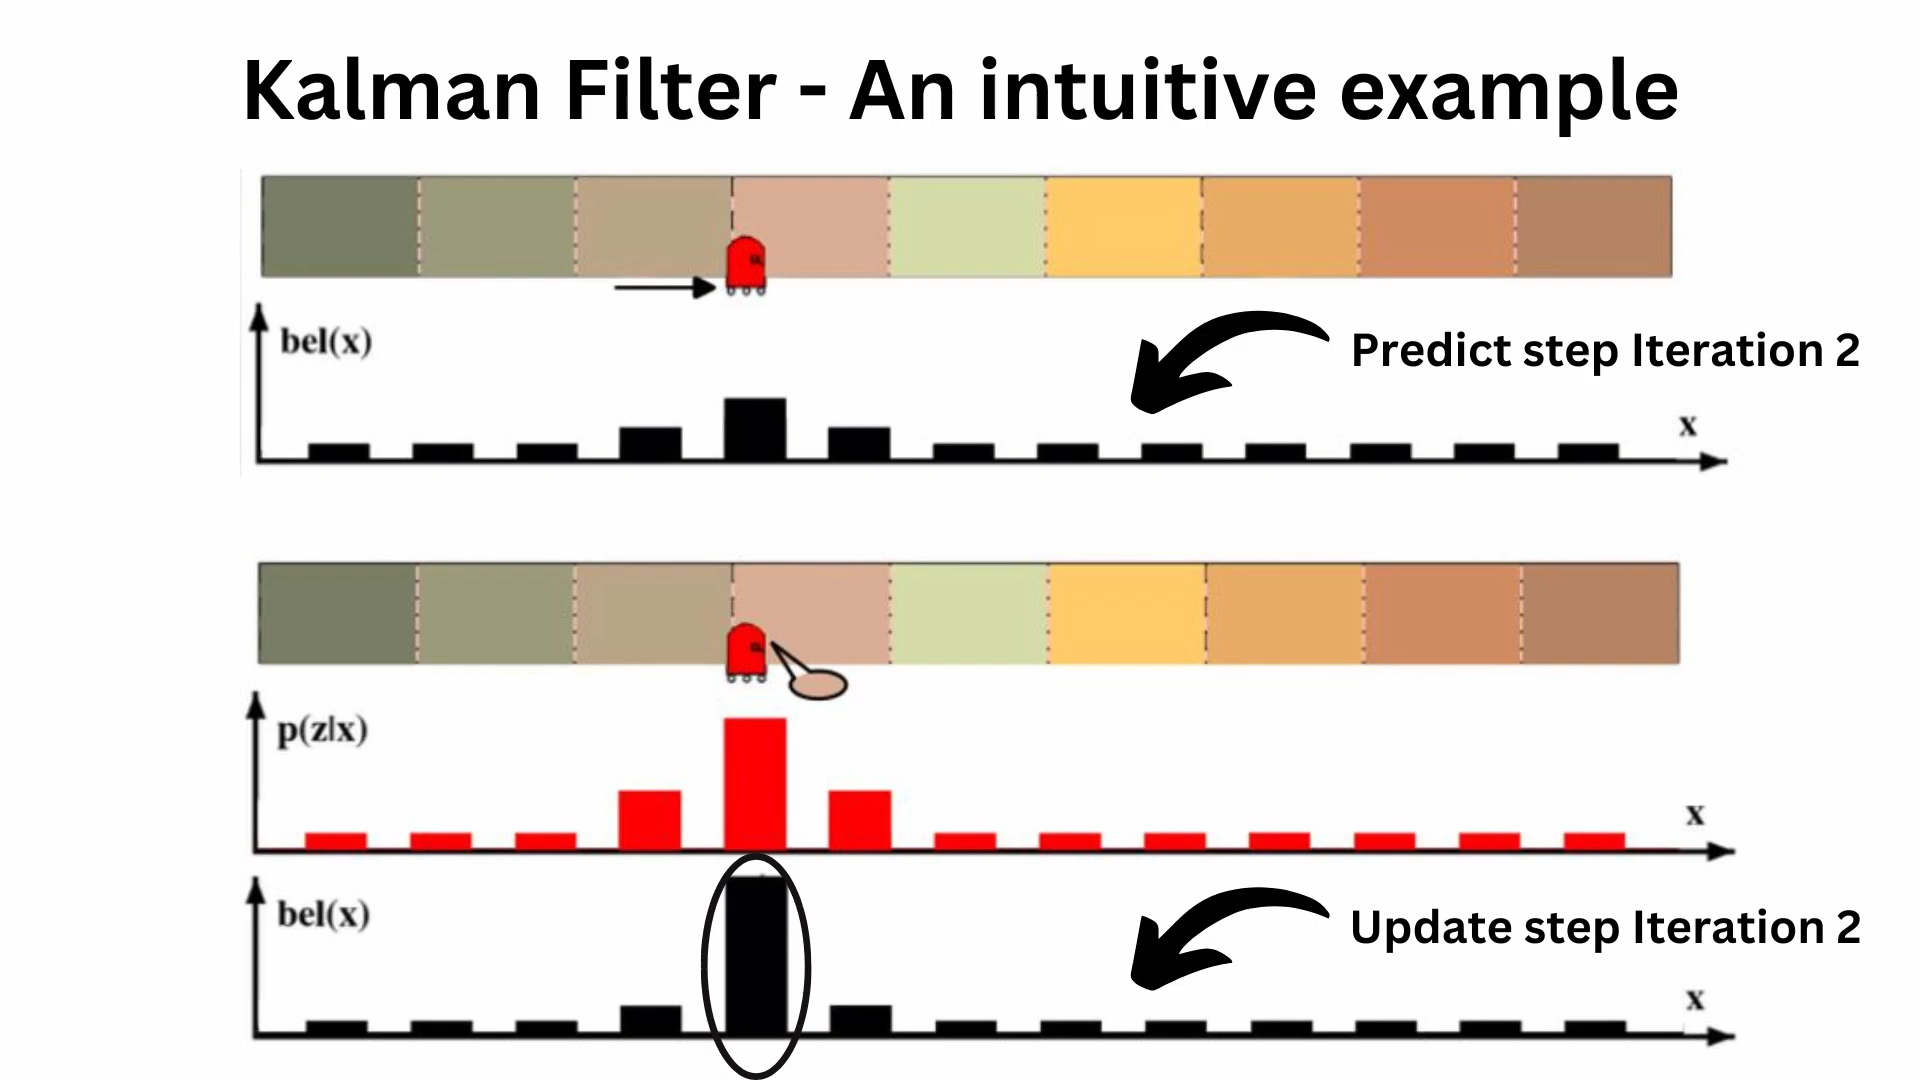 Kalman Filter - An intuitive example
bel(x)
Predict step Iteration 2
x
p(z|x)
x
bel(x)
Update step Iteration 2
x